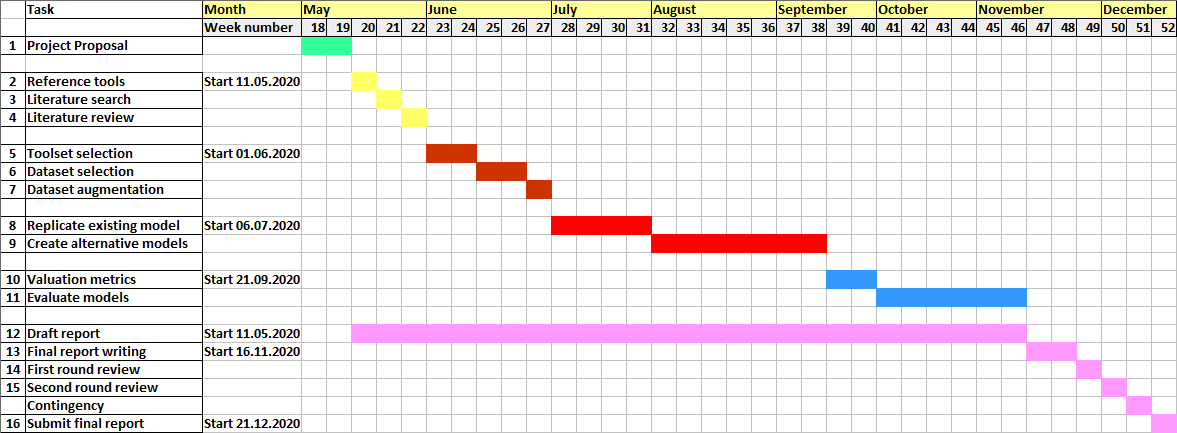 Task Month May June July August September October November December
Week number 18 19 20 21 22 23 24 25 26 27 28 29 30 31 32 33 34 35 36 37 38 39 40 41 42 43 44 45 46 47 48 49 50 51 52
1 Project Proposal
2 Reference tools Start 11.05.2020
3 Literature search
4 Literature review
5 Toolset selection Start 01.06.2020
6 Dataset selection
7 Dataset augmentation
8 Replicate existing model Start 06.07.2020
9 Create alternative models
10 Valuation metrics Start 21.09.2020
11 Evaluate models
12 Draft report Start 11.05.2020
13 Final report writing Start 16.11.2020
14 First round review
15 Second round review
Contingency
16 Submit final report Start 21.12.2020